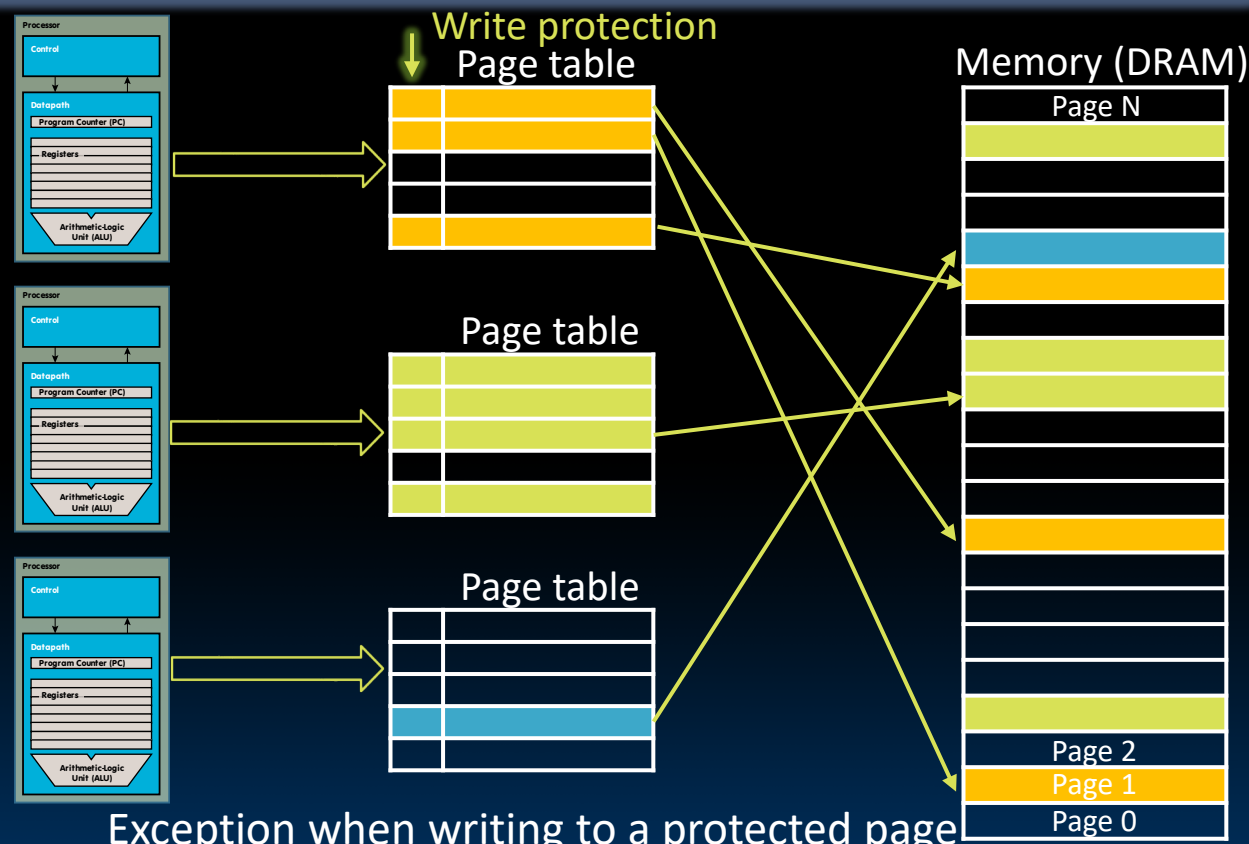 Write protection
Page table
Memory (DRAM)
Processor
Control
Datapath
Program Counter (PC)
Registers
Arithmetic-Logic
Unit (ALU)
Page N
Processor
Control
Datapath
Program Counter (PC)
Registers
Arithmetic-Logic
Unit (ALU)
Page table
Processor
Control
Datapath
Program Counter (PC)
Registers
Arithmetic-Logic
Unit (ALU)
Page table
Page 2
Page 1
Page 0
Exception when writing to a protected page